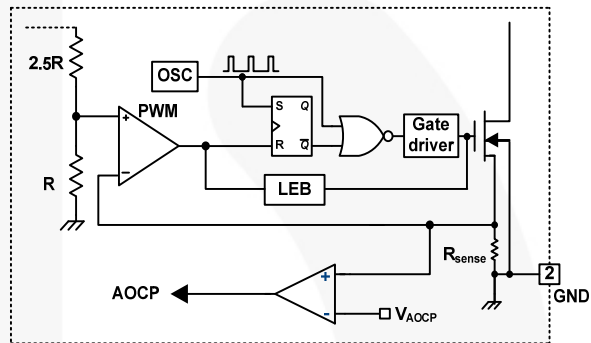 2.5R
OSC
PWM
+
−
S Q
R Q̅
Gate
driver
R
LEB
Rsense
2
GND
AOCP
+
-
VAOCP